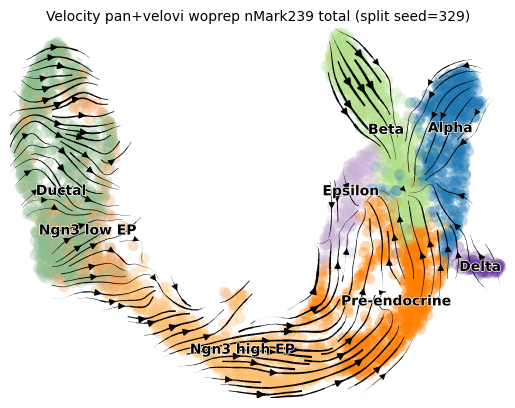 Velocity pan+velovi woprep nMark239 total (split seed=329)
Beta
Alpha
Ductal
Epsilon
Ngn3 low EP
Delta
Pre-endocrine
Ngn3 high EP